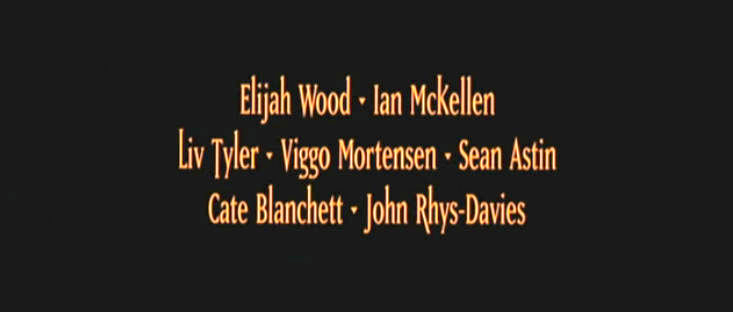 Elijah Wood · Ian McKellen
Liv Tyler · Viggo Mortensen · Sean Astin
Cate Blanchett · John Rhys-Davies